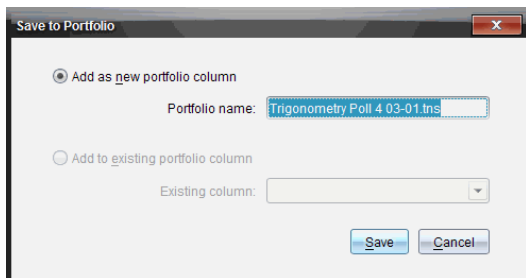 Save to Portfolio
Add as new portfolio column
Portfolio name: Trigonometry Poll 4 03-01.tns
Add to existing portfolio column
Existing column:
Save Cancel